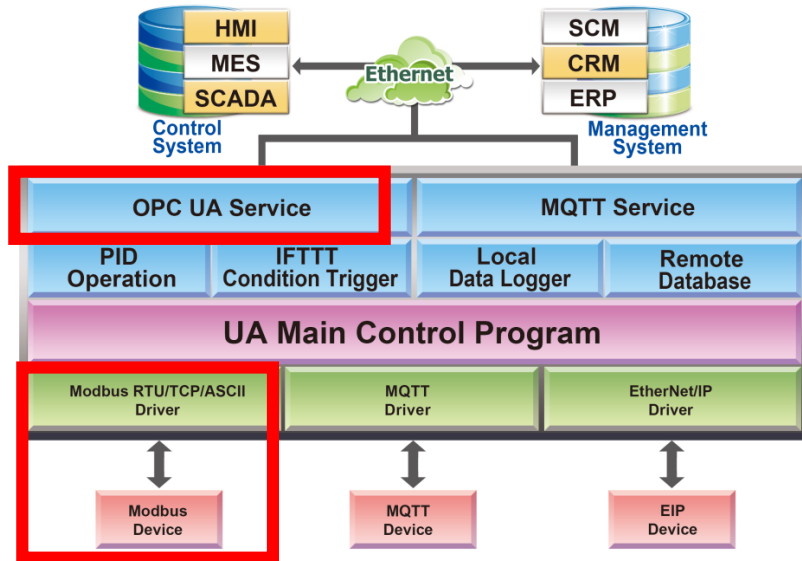 HMI
MES
SCADA
Control
System
Ethernet
SCM
CRM
ERP
Management
System
OPC UA Service
MQTT Service
PID
Operation
IFTTT
Condition Trigger
Local
Data Logger
Remote
Database
UA Main Control Program
Modbus RTU/TCP/ASCII
Driver
MQTT
Driver
EtherNet/IP
Driver
Modbus
Device
MQTT
Device
EIP
Device